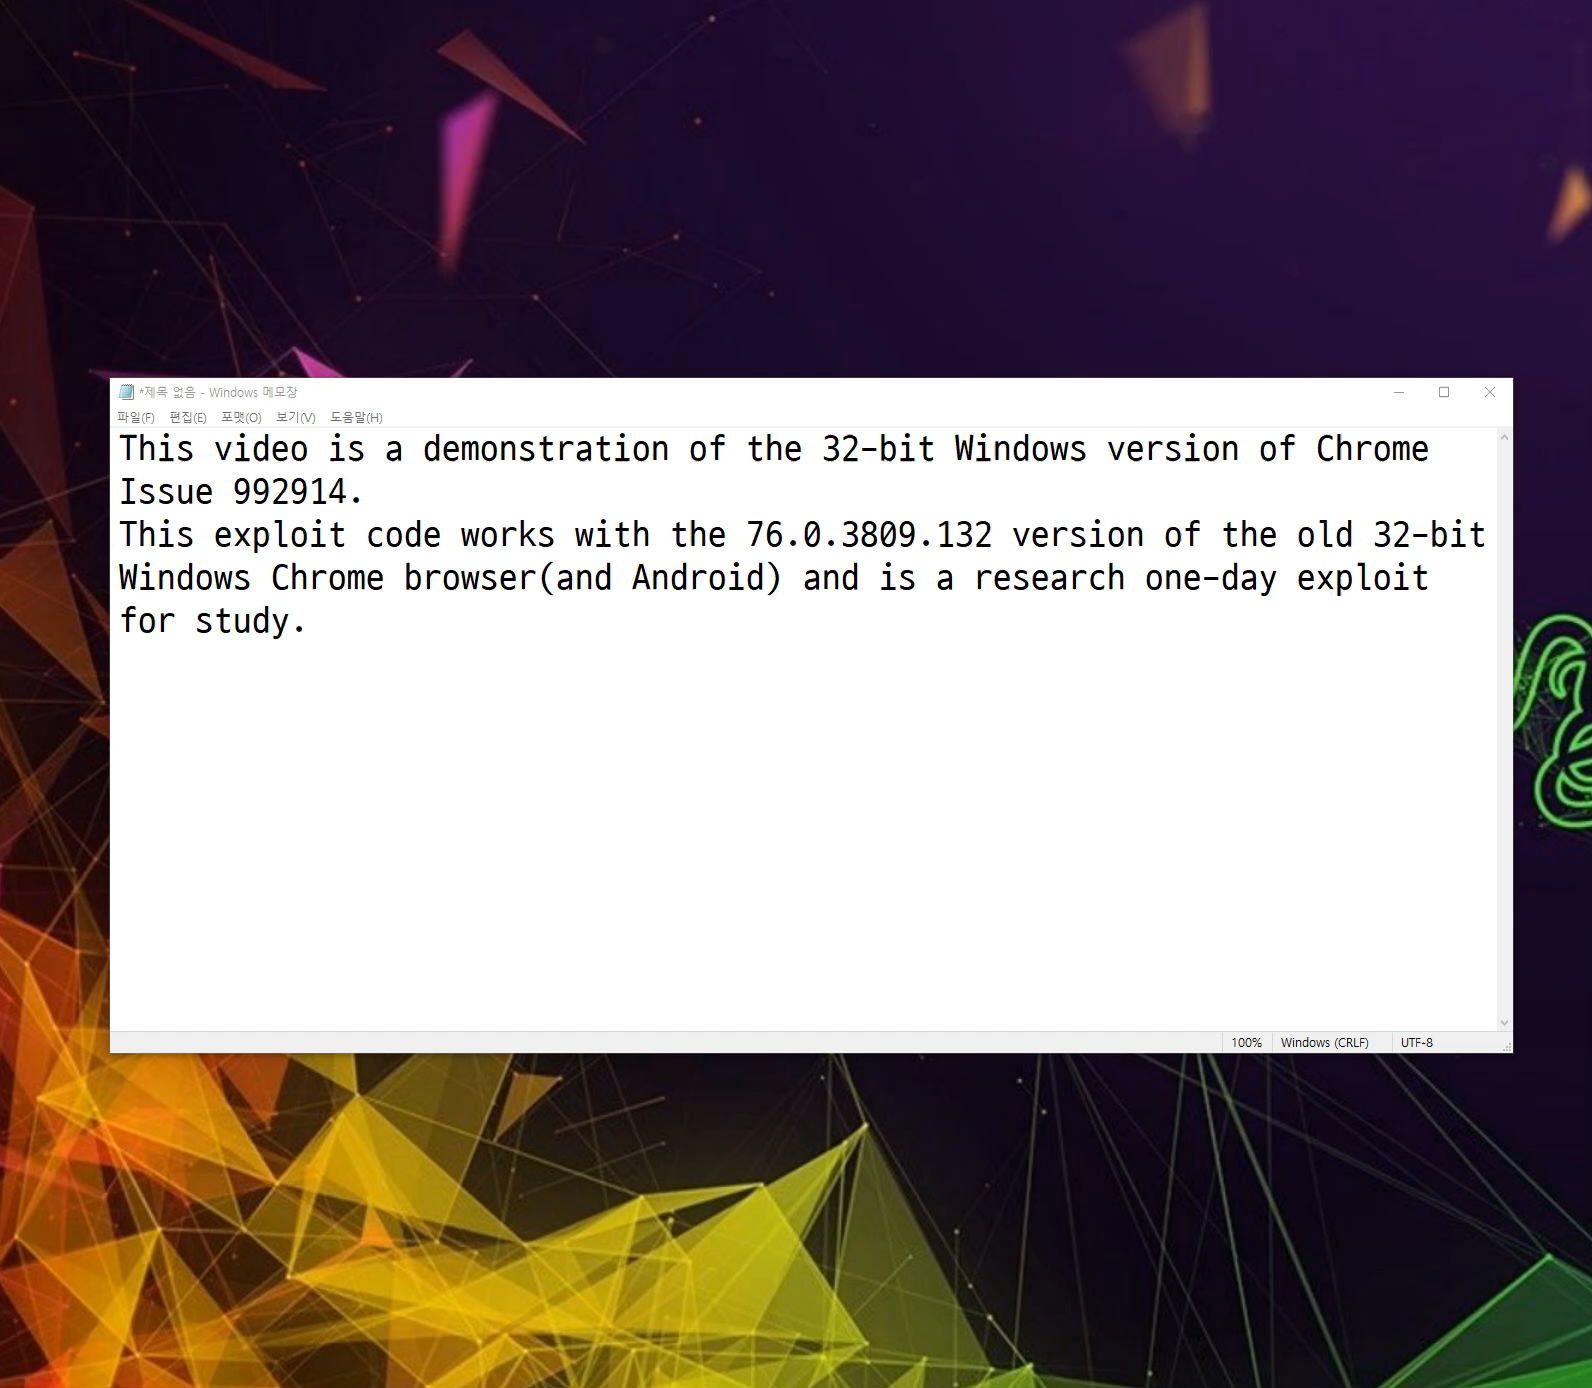 *제목 없음 - Windows 메모장
파일(F) 편집(E) 포맷(O) 보기(V) 도움말(H)
This video is a demonstration of the 32-bit Windows version of Chrome
Issue 992914.
This exploit code works with the 76.0.3809.132 version of the old 32-bit
Windows Chrome browser(and Android) and is a research one-day exploit
for study.
100% Windows (CRLF) UTF-8